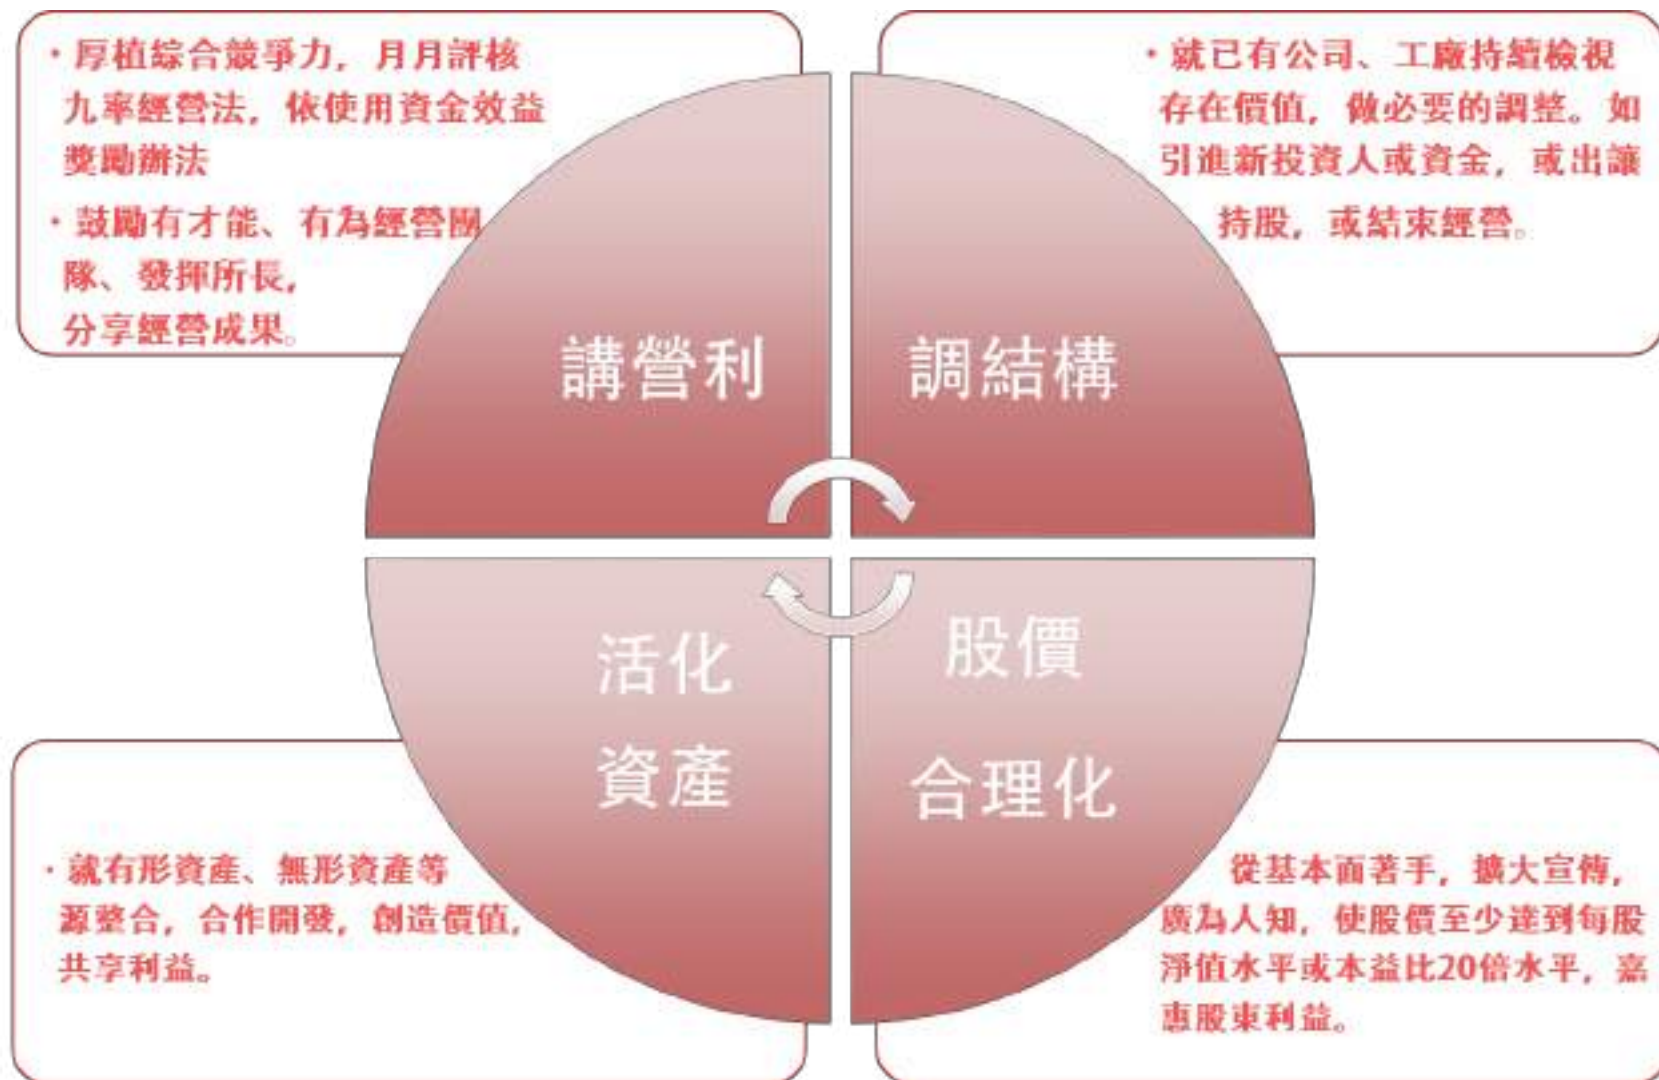 ・厚植綜合競爭力，月月評核
九率經營法，依使用資金效益
獎勵辦法
・鼓勵有才能、有為經營團
隊、發揮所長，
分享經營成果。
・就已有公司、工廠持續檢視
存在價值，做必要的調整。如
引進新投資人或資金，或出讓
持股，或結束經營。
講營利
調結構
活化
資產
股價
合理化
・就有形資產、無形資產等
源整合，合作開發，創造價值，
共享利益。
從基本面著手，擴大宣傳，
廣為人知，使股價至少達到每股
淨值水平或本益比20倍水平，嘉
惠股東利益。